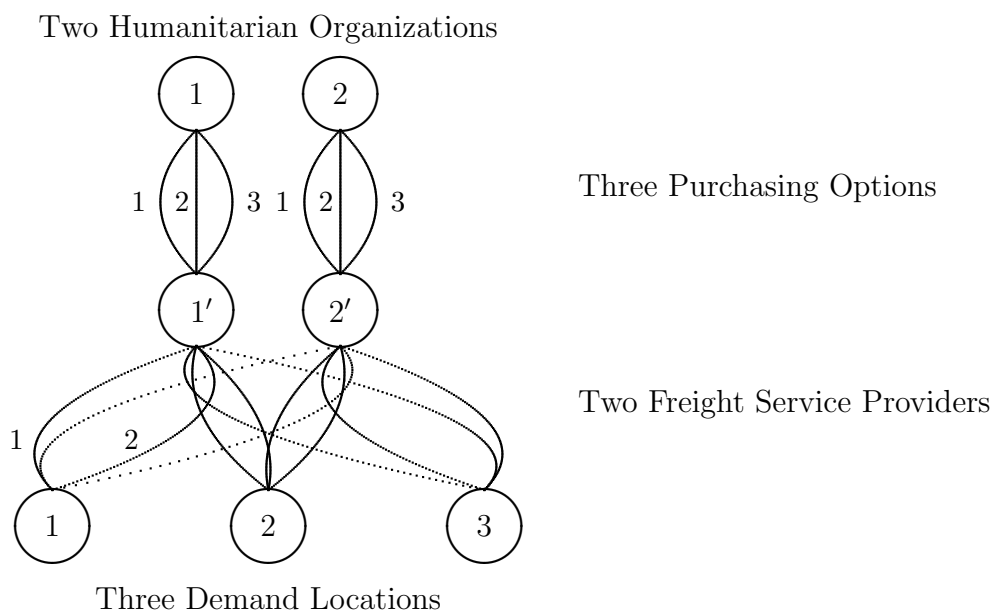 Two Humanitarian Organizations
1 2
1 2 3 1 2 3
Three Purchasing Options
1′ 2′
Two Freight Service Providers
1 2
1 2 3
Three Demand Locations